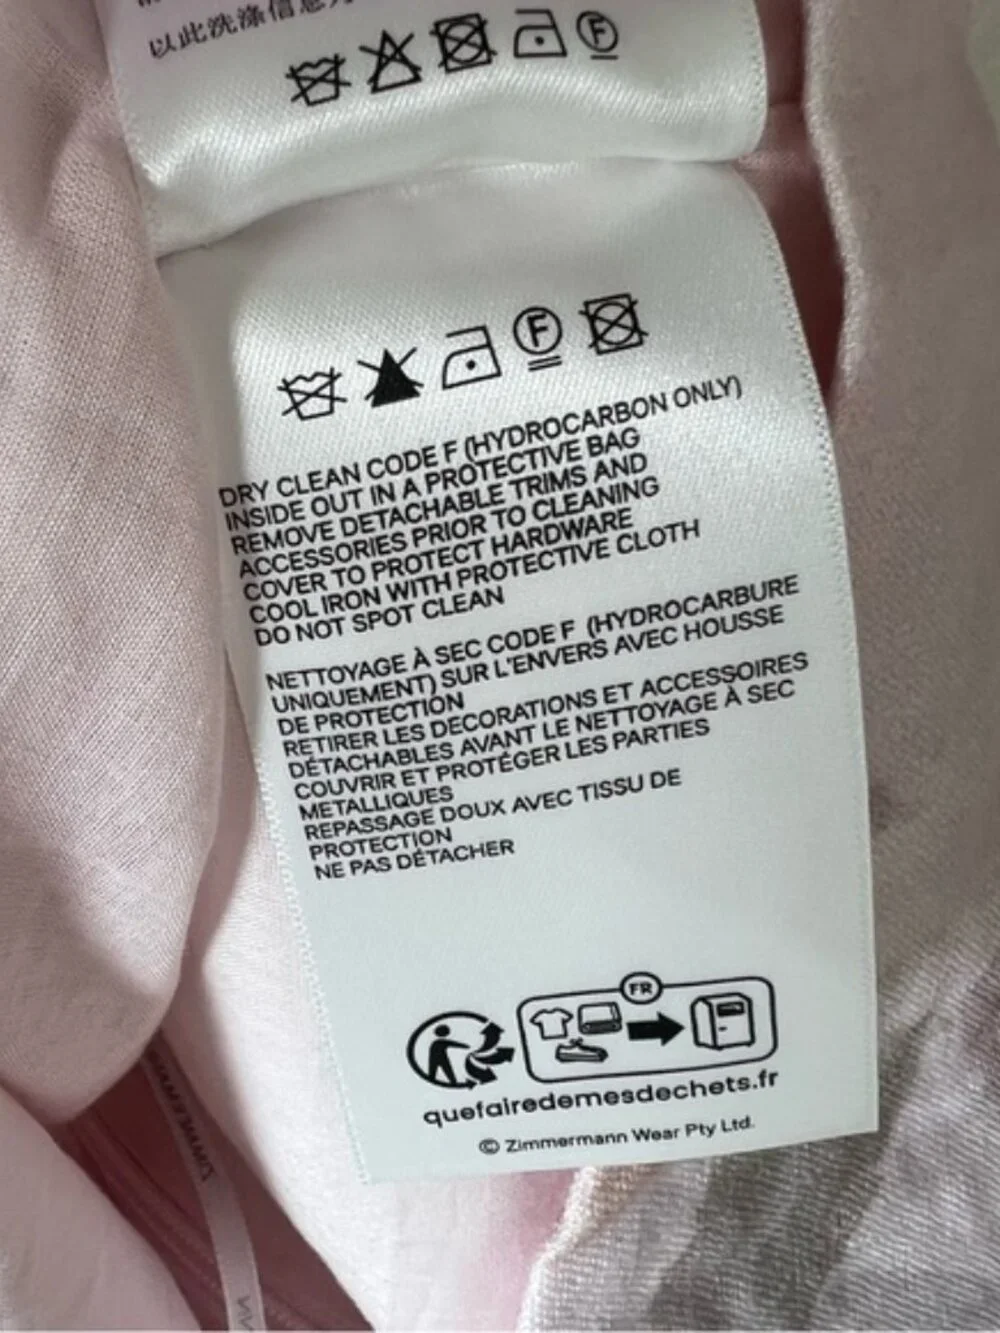 以此洗涤信息为
F
F
DRY CLEAN CODE F (HYDROCARBON ONLY)
INSIDE OUT IN A PROTECTIVE BAG
REMOVE DETACHABLE TRIMS AND
ACCESSORIES PRIOR TO CLEANING
COVER TO PROTECT HARDWARE
COOL IRON WITH PROTECTIVE CLOTH
DO NOT SPOT CLEAN
NETTOYAGE À SEC CODE F (HYDROCARBURE
UNIQUEMENT) SUR L'ENVERS AVEC HOUSSE
DE PROTECTION
RETIRER LES DECORATIONS ET ACCESSOIRES
DÉTACHABLES AVANT LE NETTOYAGE À SEC
COUVRIR ET PROTÉGER LES PARTIES
METALLIQUES
REPASSAGE DOUX AVEC TISSU DE
PROTECTION
NE PAS DÉTACHER
FR
quefairedemesdechets.fr
© Zimmermann Wear Pty Ltd.